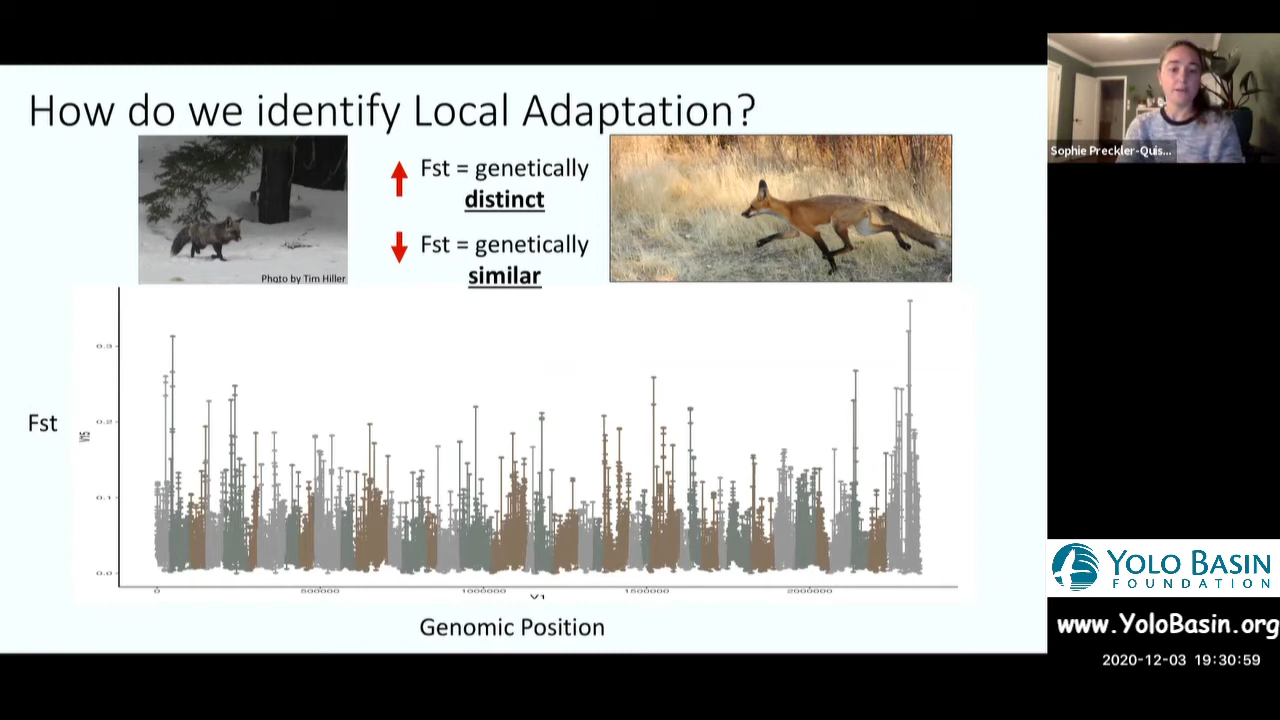 How do we identify Local Adaptation?
Fst = genetically
distinct
Fst = genetically
similar
Photo by Tim Hiller
Fst
V15
0.3
0.2
0.1
0.0
0
500000
1000000
1500000
2000000
V1
Genomic Position
Sophie Preckler-Quis...
YOLO BASIN
FOUNDATION
www.YoloBasin.org
2020-12-03 19:30:59